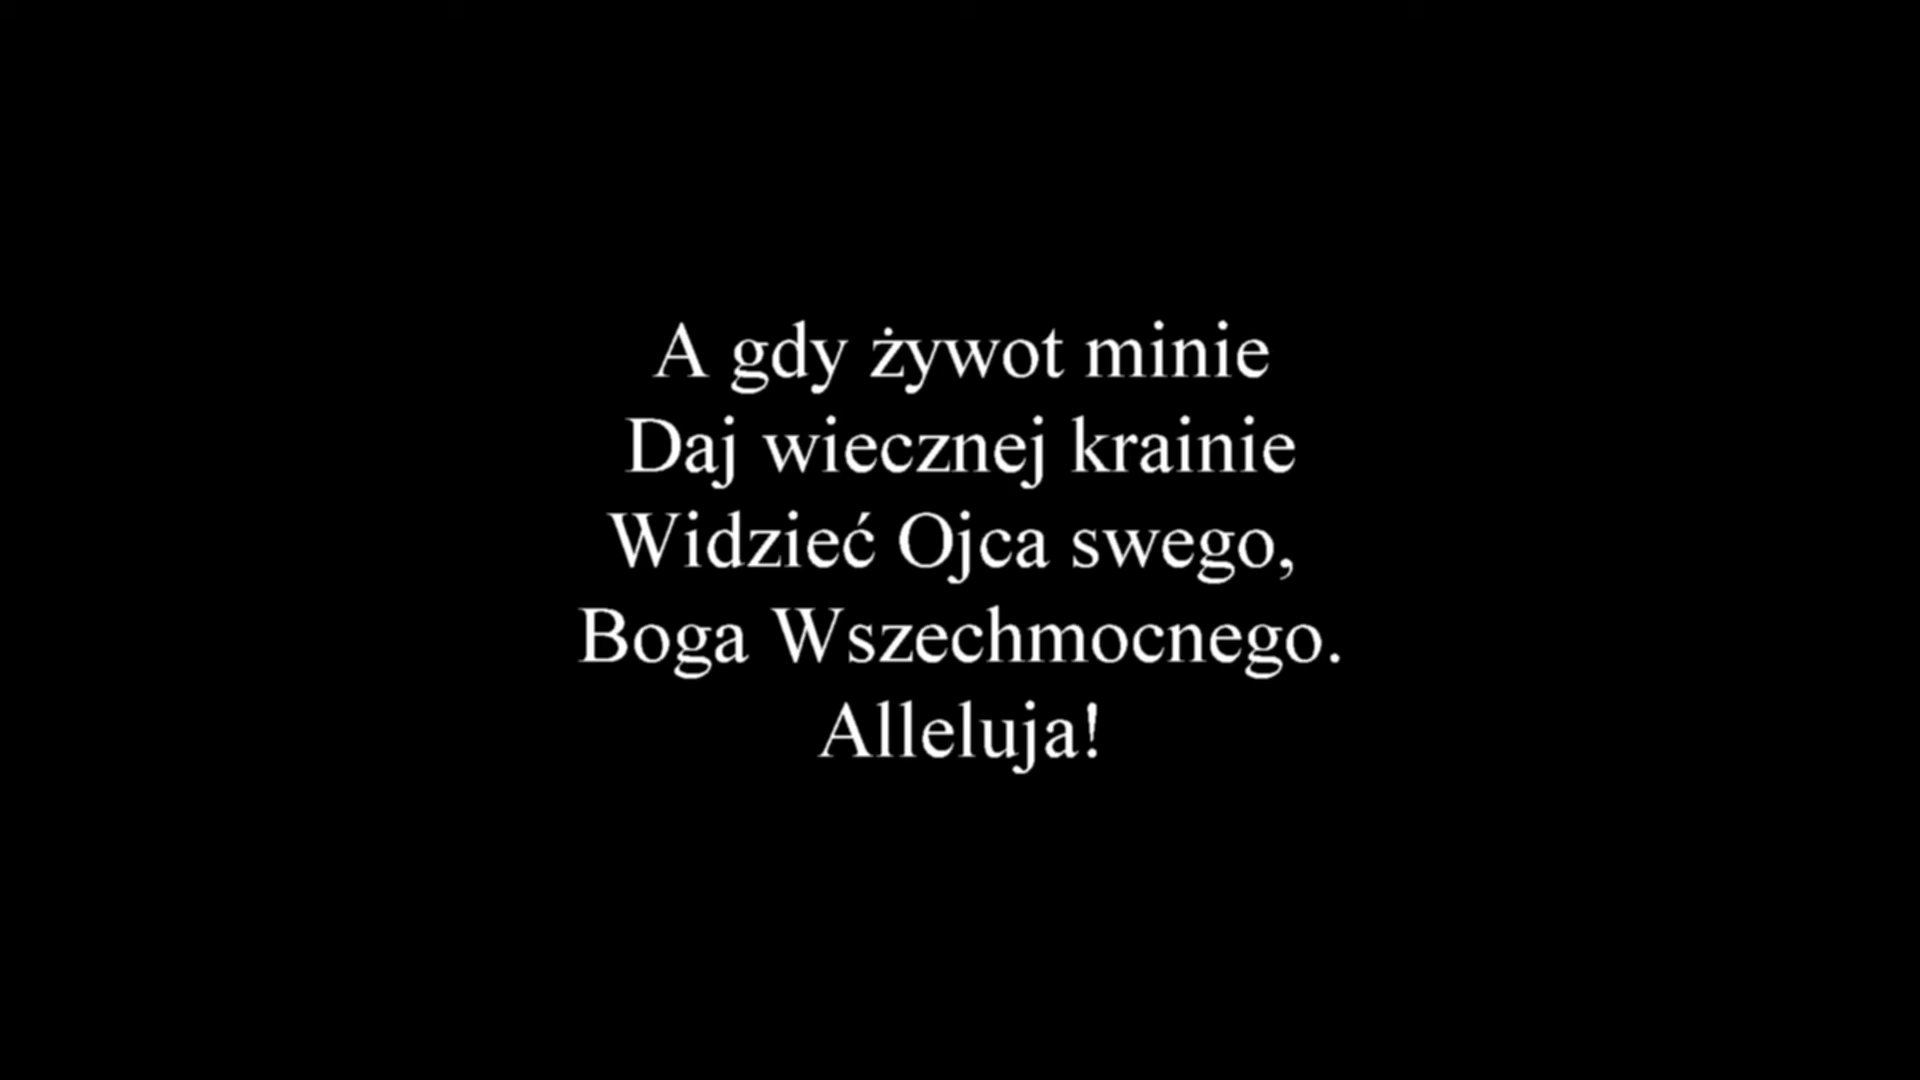 A gdy żywot minie
Daj wiecznej krainie
Widzieć Ojca swego,
Boga Wszechmocnego.
Alleluja!